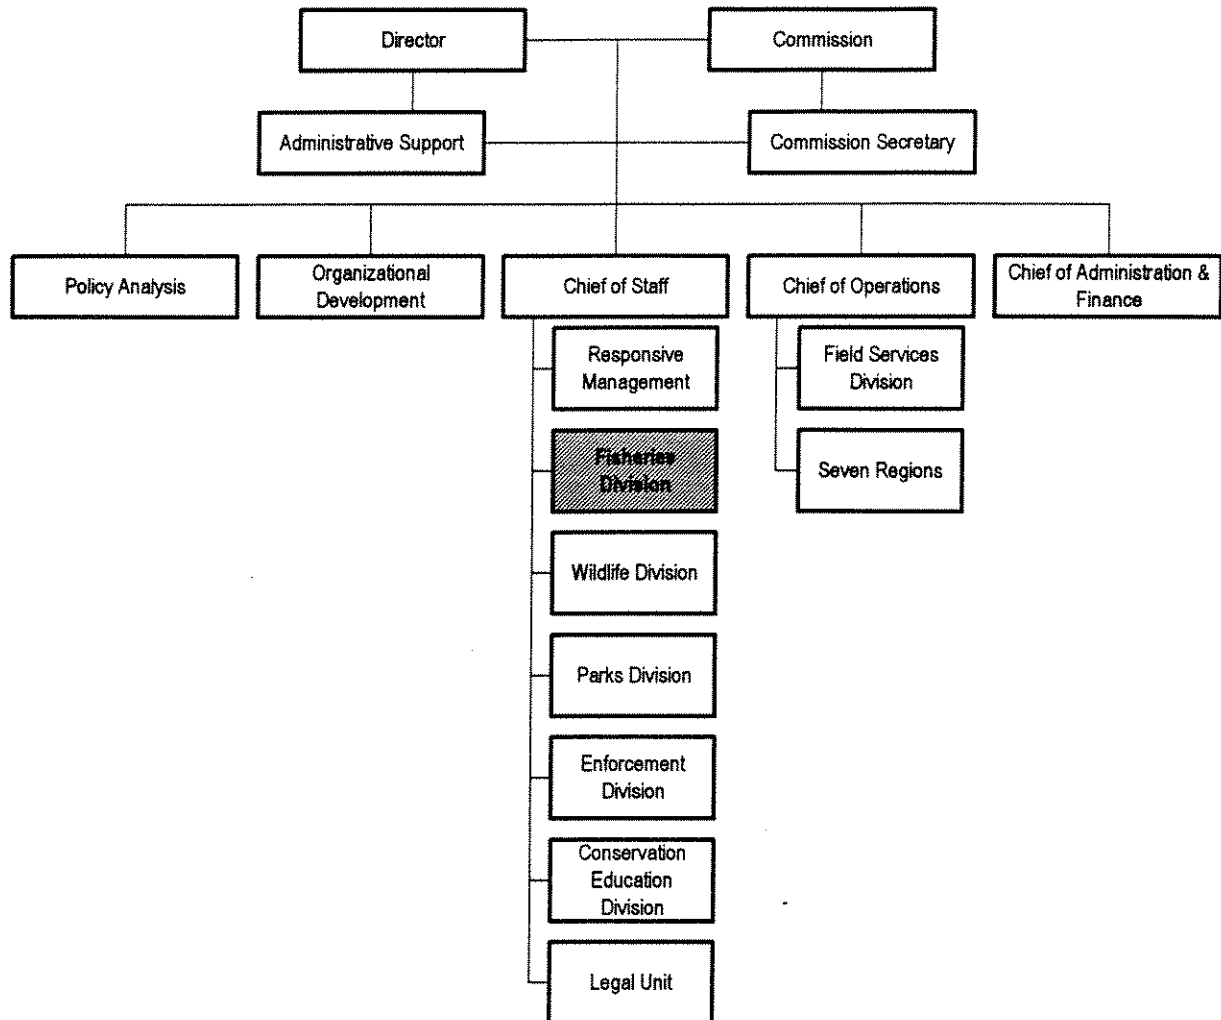 Director
Commission
Administrative Support
Commission Secretary
Policy Analysis
Organizational
Development
Chief of Staff
Chief of Operations
Chief of Administration &
Finance
Responsive
Management
Fisheries
Division
Wildlife Division
Parks Division
Enforcement
Division
Conservation
Education
Division
Legal Unit
Field Services
Division
Seven Regions